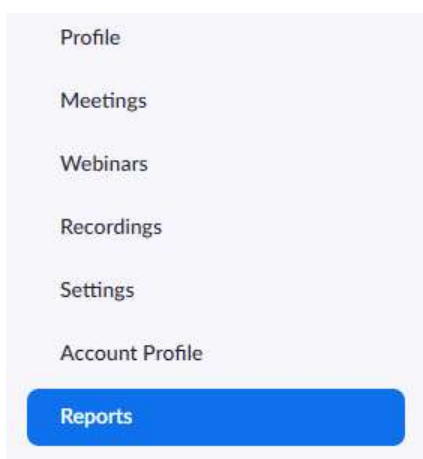 Profile
Meetings
Webinars
Recordings
Settings
Account Profile
Reports